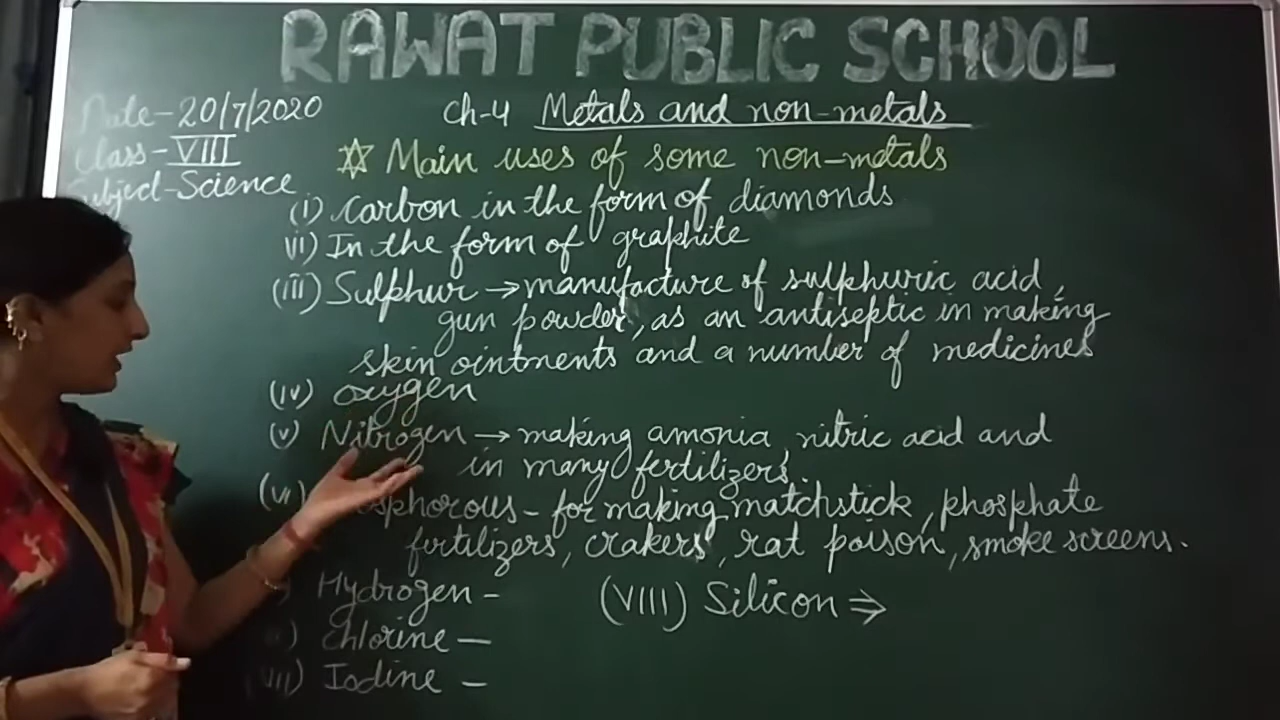 RAWAT PUBLIC SCHOOL
Date-20/7/2020
Ch-4 Metals and non-metals
Class-VIII
Main uses of some non-metals
Subject-Science
(i) Carbon in the form of diamonds
ii) In the form of graphite
(iii) Sulphur → manufacture of sulphuric acid,
gun powder, as an antiseptic in making
skin ointments and a number of medicines
(iv) Oxygen
(v) Nitrogen → making amonia, nitric acid and
in many fertilizers.
(VI) sphorous - for making matchstick, phosphate
fertilizers, crakers, rat poison, smoke screens.
Hydrogen -
(VIII) Silicon ⇒
Chlorine —
Iodine -